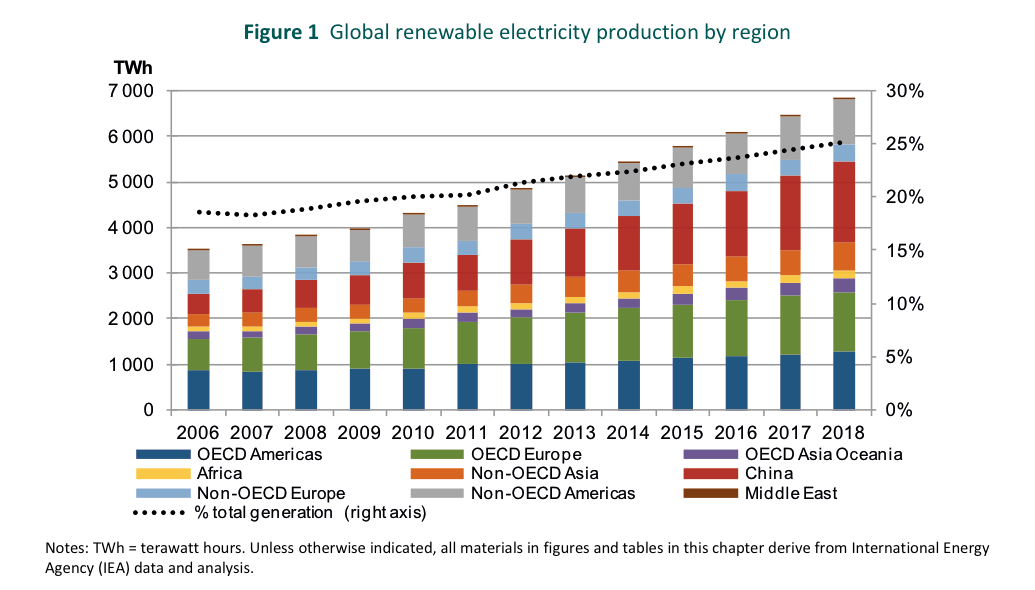 Figure 1 Global renewable electricity production by region
TWh
7 000
6 000
5 000
4 000
3 000
2 000
1 000
0
30%
25%
20%
15%
10%
5%
0%
2006 2007 2008 2009 2010 2011 2012 2013 2014 2015 2016 2017 2018
OECD Americas OECD Europe OECD Asia Oceania
Africa Non-OECD Asia China
Non-OECD Europe Non-OECD Americas Middle East
% total generation (right axis)
Notes: TWh = terawatt hours. Unless otherwise indicated, all materials in figures and tables in this chapter derive from International Energy
Agency (IEA) data and analysis.